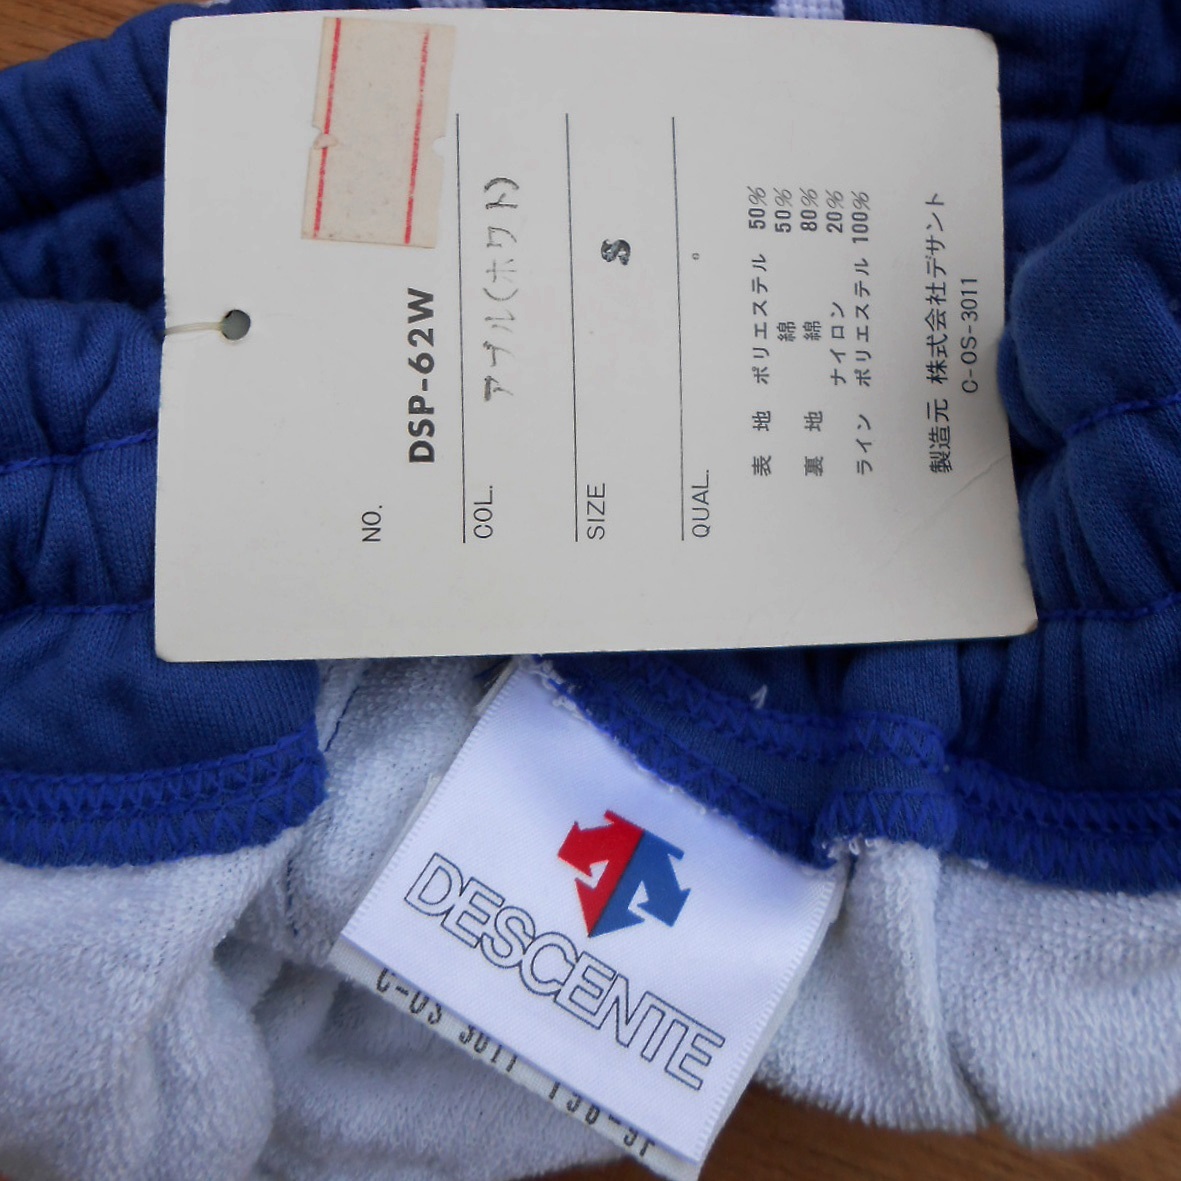 NO. DSP-62W
COL. アブル(ホワト)
SIZE S
QUAL.
表 地 ポリエステル 50%
綿 50%
裏 地 綿 80%
ナイロン 20%
ライン ポリエステル 100%
製造元 株式会社デサント
C-OS-3011
DESCENTE
C-OS 3011